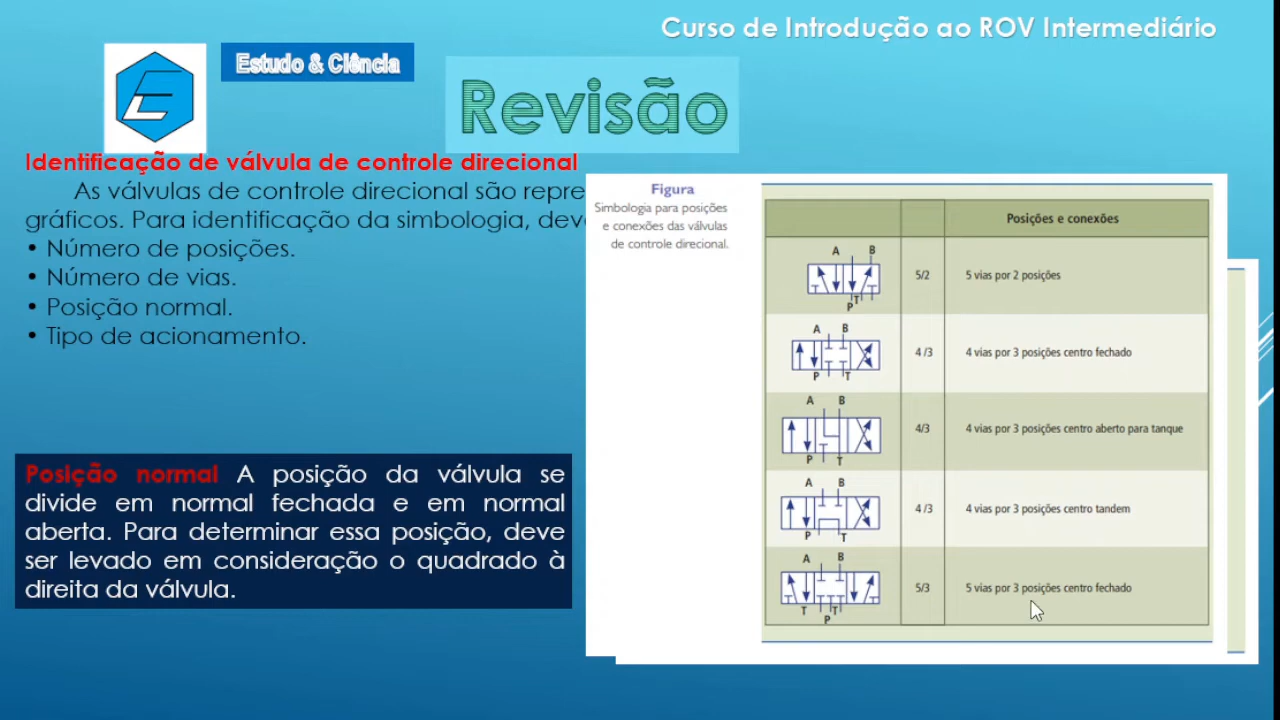 Curso de Introdução ao ROV Intermediário
Estudo & Ciência
Revisão
Identificação de válvula de controle direcional
As válvulas de controle direcional são repre
gráficos. Para identificação da simbologia, dev
• Número de posições.
• Número de vias.
• Posição normal.
• Tipo de acionamento.
Posição normal A posição da válvula se
divide em normal fechada e em normal
aberta. Para determinar essa posição, deve
ser levado em consideração o quadrado à
direita da válvula.
Figura
Simbologia para posições
e conexões das válvulas
de controle direcional.
Posições e conexões
A B
5/2 5 vias por 2 posições
P T
A B
4 /3 4 vias por 3 posições centro fechado
P T
A B
4/3 4 vias por 3 posições centro aberto para tanque
P T
A B
4 /3 4 vias por 3 posições centro tandem
P T
A B
5/3 5 vias por 3 posições centro fechado
T P T